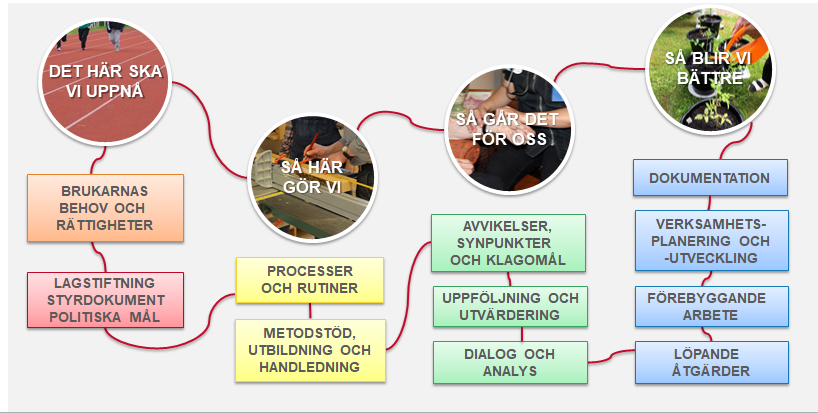 DET HÄR SKA
VI UPPNÅ
BRUKARNAS
BEHOV OCH
RÄTTIGHETER
LAGSTIFTNING
STYRDOKUMENT
POLITISKA MÅL
SÅ HÄR
GÖR VI
PROCESSER
OCH RUTINER
METODSTÖD,
UTBILDNING OCH
HANDLEDNING
SÅ GÅR DET
FÖR OSS
AVVIKELSER,
SYNPUNKTER
OCH KLAGOMÅL
UPPFÖLJNING OCH
UTVÄRDERING
DIALOG OCH
ANALYS
SÅ BLIR VI
BÄTTRE
DOKUMENTATION
VERKSAMHETS-
PLANERING OCH
-UTVECKLING
FÖREBYGGANDE
ARBETE
LÖPANDE
ÅTGÄRDER